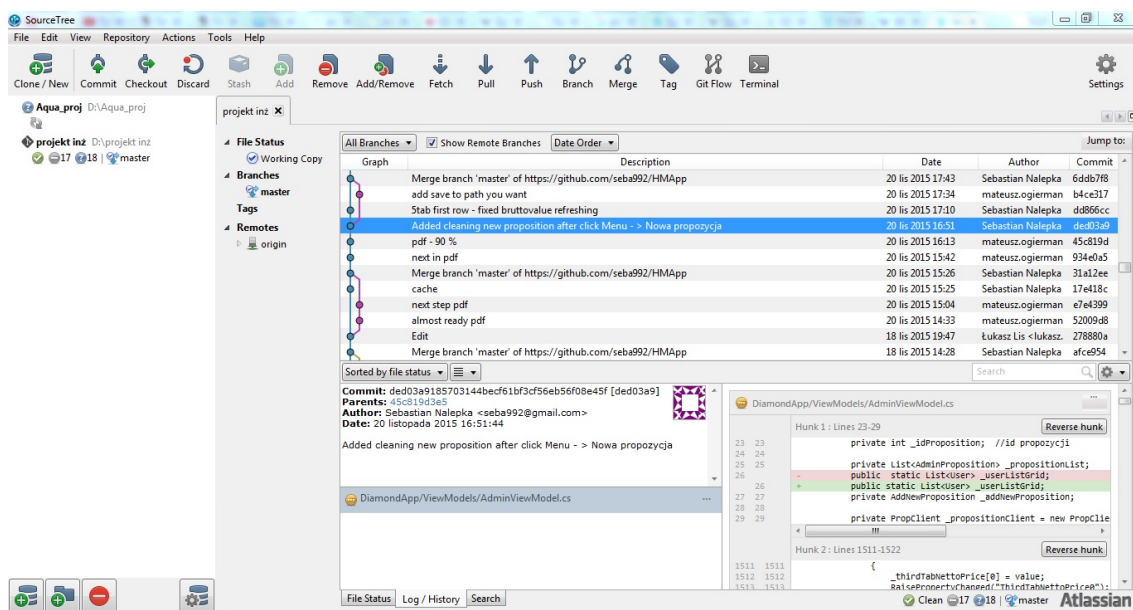 SourceTree
File Edit View Repository Actions Tools Help
Clone / New Commit Checkout Discard Stash Add Remove Add/Remove Fetch Pull Push Branch Merge Tag Git Flow Terminal Settings
Aqua_proj D:\Aqua_proj
projekt inż D:\projekt inż
17 18 | master
projekt inż
File Status
Working Copy
Branches
master
Tags
Remotes
origin
All Branches Show Remote Branches Date Order Jump to:
Graph Description Date Author Commit
Merge branch 'master' of https://github.com/seba992/HMApp 20 lis 2015 17:43 Sebastian Nalepka 6ddb7f8
add save to path you want 20 lis 2015 17:34 mateusz.ogierman b4ce317
5tab first row - fixed bruttovalue refreshing 20 lis 2015 17:10 Sebastian Nalepka dd866cc
Added cleaning new proposition after click Menu - > Nowa propozycja 20 lis 2015 16:51 Sebastian Nalepka ded03a9
pdf - 90 % 20 lis 2015 16:13 mateusz.ogierman 45c819d
next in pdf 20 lis 2015 15:42 mateusz.ogierman 934e0a5
Merge branch 'master' of https://github.com/seba992/HMApp 20 lis 2015 15:26 Sebastian Nalepka 31a12ee
cache 20 lis 2015 15:25 Sebastian Nalepka 17e418c
next step pdf 20 lis 2015 15:04 mateusz.ogierman e7e4399
almost ready pdf 20 lis 2015 14:33 mateusz.ogierman 52009d8
Edit 18 lis 2015 19:47 Łukasz Lis <lukasz. 278880a
Merge branch 'master' of https://github.com/seba992/HMApp 18 lis 2015 14:28 Sebastian Nalepka afce954
Sorted by file status Search
Commit: ded03a9185703144becf61bf3cf56eb56f08e45f [ded03a9]
Parents: 45c819d3e5
Author: Sebastian Nalepka <seba992@gmail.com>
Date: 20 listopada 2015 16:51:44
Added cleaning new proposition after click Menu - > Nowa propozycja
DiamondApp/ViewModels/AdminViewModel.cs
DiamondApp/ViewModels/AdminViewModel.cs
Hunk 1 : Lines 23-29 Reverse hunk
23 23 private int _idProposition; //id propozycji
24 24
25 25 private List<AdminProposition> _propositionList;
26 - public  static List<User> _userListGrid;
26 + public static List<User> _userListGrid;
27 27 private AddNewProposition _addNewProposition;
28 28
29 29 private PropClient _propositionClient = new PropClie
Hunk 2 : Lines 1511-1522 Reverse hunk
1511 1511 {
1512 1512 _thirdTabNettoPrice[0] = value;
1513 1513 RaisePropertyChanged("ThirdTabNettoPrice0");
File Status Log / History Search
Clean 17 18 master Atlassian